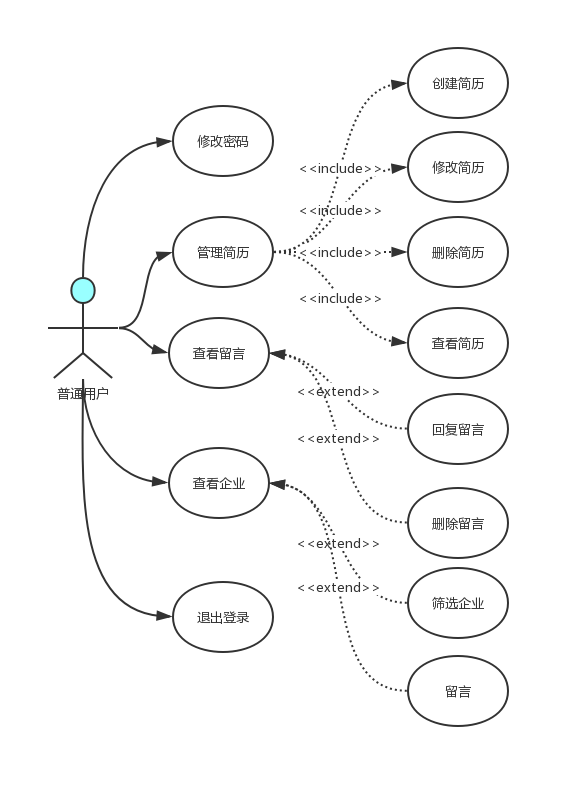 创建简历
修改密码
<<include>>
修改简历
<<include>>
管理简历
<<include>>
删除简历
<<include>>
查看简历
查看留言
普通用户
<<extend>>
回复留言
<<extend>>
查看企业
删除留言
<<extend>>
<<extend>>
筛选企业
退出登录
留言